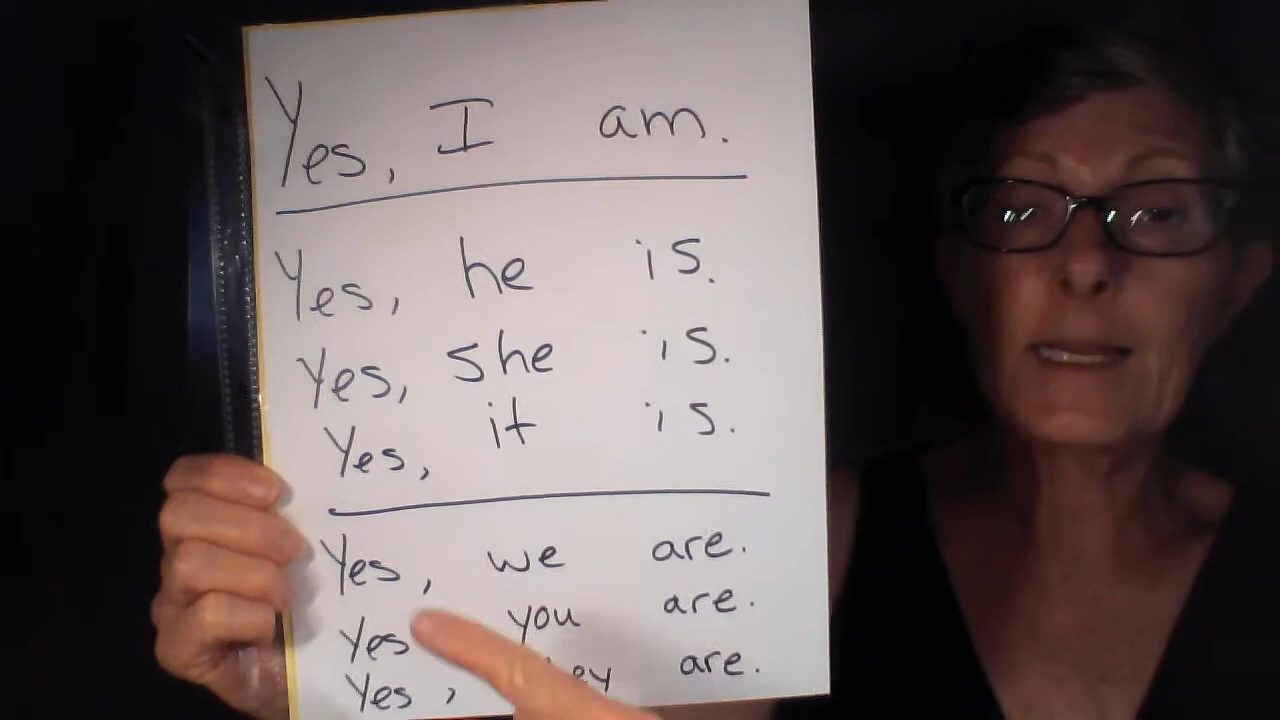 Yes, I am.
Yes, he is.
Yes, she is.
Yes, it is.
Yes, we are.
Yes you are.
Yes, are.